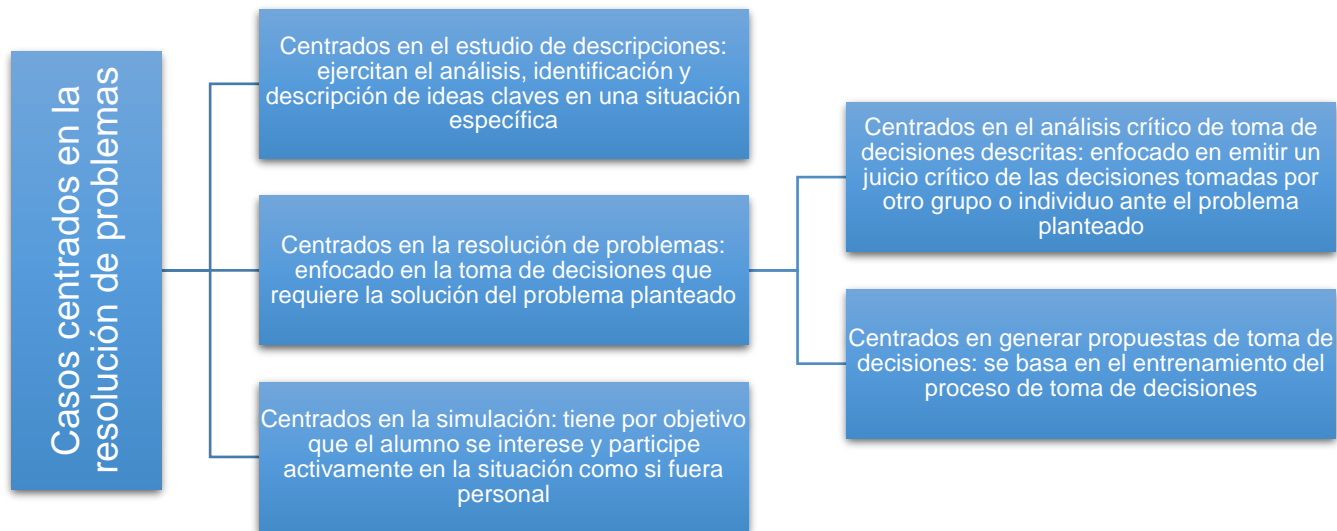 Casos centrados en la
resolución de problemas
Centrados en el estudio de descripciones:
ejercitan el análisis, identificación y
descripción de ideas claves en una situación
específica
Centrados en la resolución de problemas:
enfocado en la toma de decisiones que
requiere la solución del problema planteado
Centrados en la simulación: tiene por objetivo
que el alumno se interese y participe
activamente en la situación como si fuera
personal
Centrados en el análisis crítico de toma de
decisiones descritas: enfocado en emitir un
juicio crítico de las decisiones tomadas por
otro grupo o individuo ante el problema
planteado
Centrados en generar propuestas de toma de
decisiones: se basa en el entrenamiento del
proceso de toma de decisiones